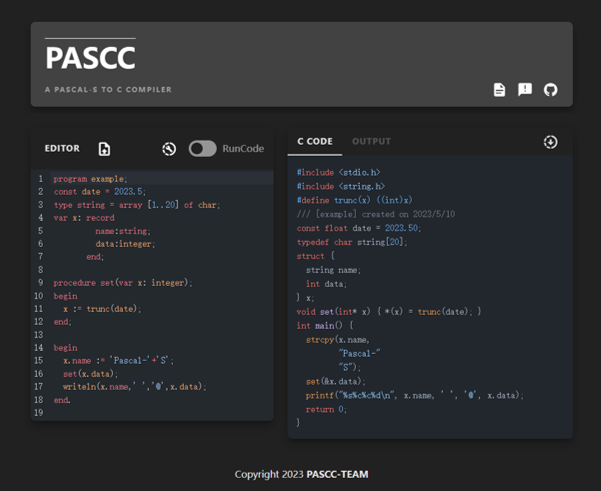 PASCC
A PASCAL-S TO C COMPILER
EDITOR
RunCode
1 program example;
2 const date = 2023.5;
3 type string = array [1..20] of char;
4 var x: record
5 name:string;
6 data:integer;
7 end;
8
9 procedure set(var x: integer);
10 begin
11 x := trunc(date);
12 end;
13
14 begin
15 x.name := 'Pascal-'+'S';
16 set(x.data);
17 writeln(x.name,' ','@',x.data);
18 end.
19
C CODE
OUTPUT
#include <stdio.h>
#include <string.h>
#define trunc(x) ((int)x)
/// [example] created on 2023/5/10
const float date = 2023.50;
typedef char string[20];
struct {
string name;
int data;
} x;
void set(int* x) { *(x) = trunc(date); }
int main() {
strcpy(x.name,
"Pascal-"
"S");
set(&x.data);
printf("%s%c%c%d\n", x.name, ' ', '@', x.data);
return 0;
}
Copyright 2023 PASCC-TEAM